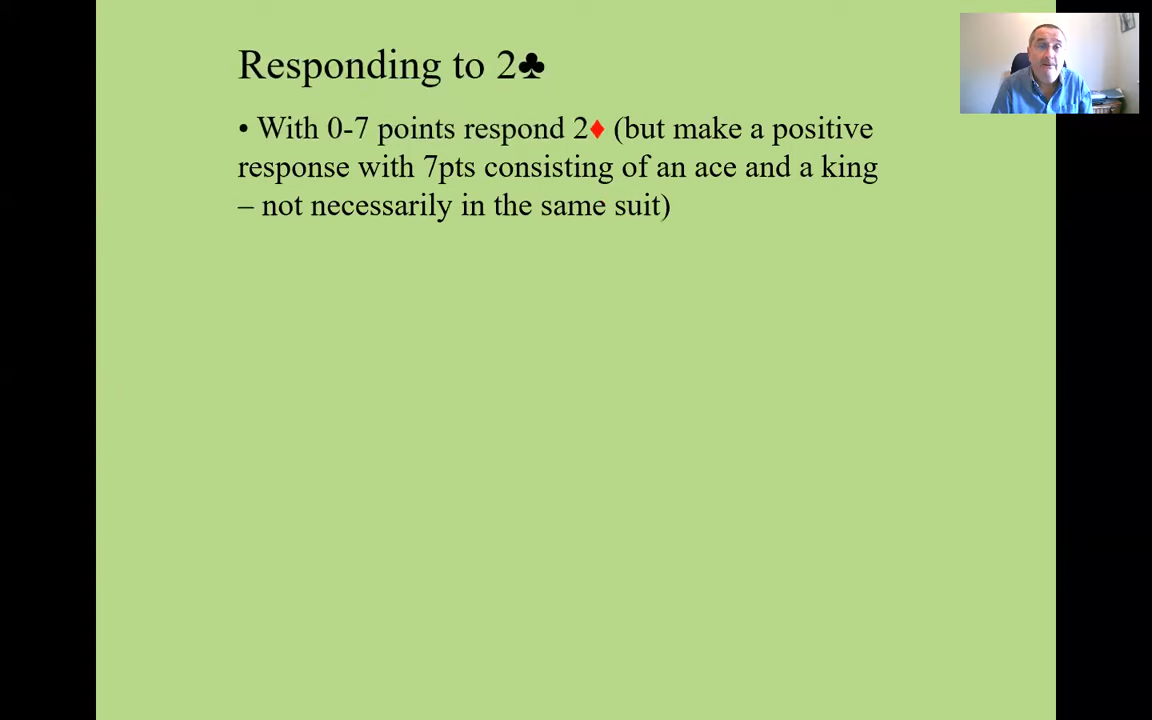 Responding to 2♣
• With 0-7 points respond 2♦ (but make a positive
response with 7pts consisting of an ace and a king
– not necessarily in the same suit)